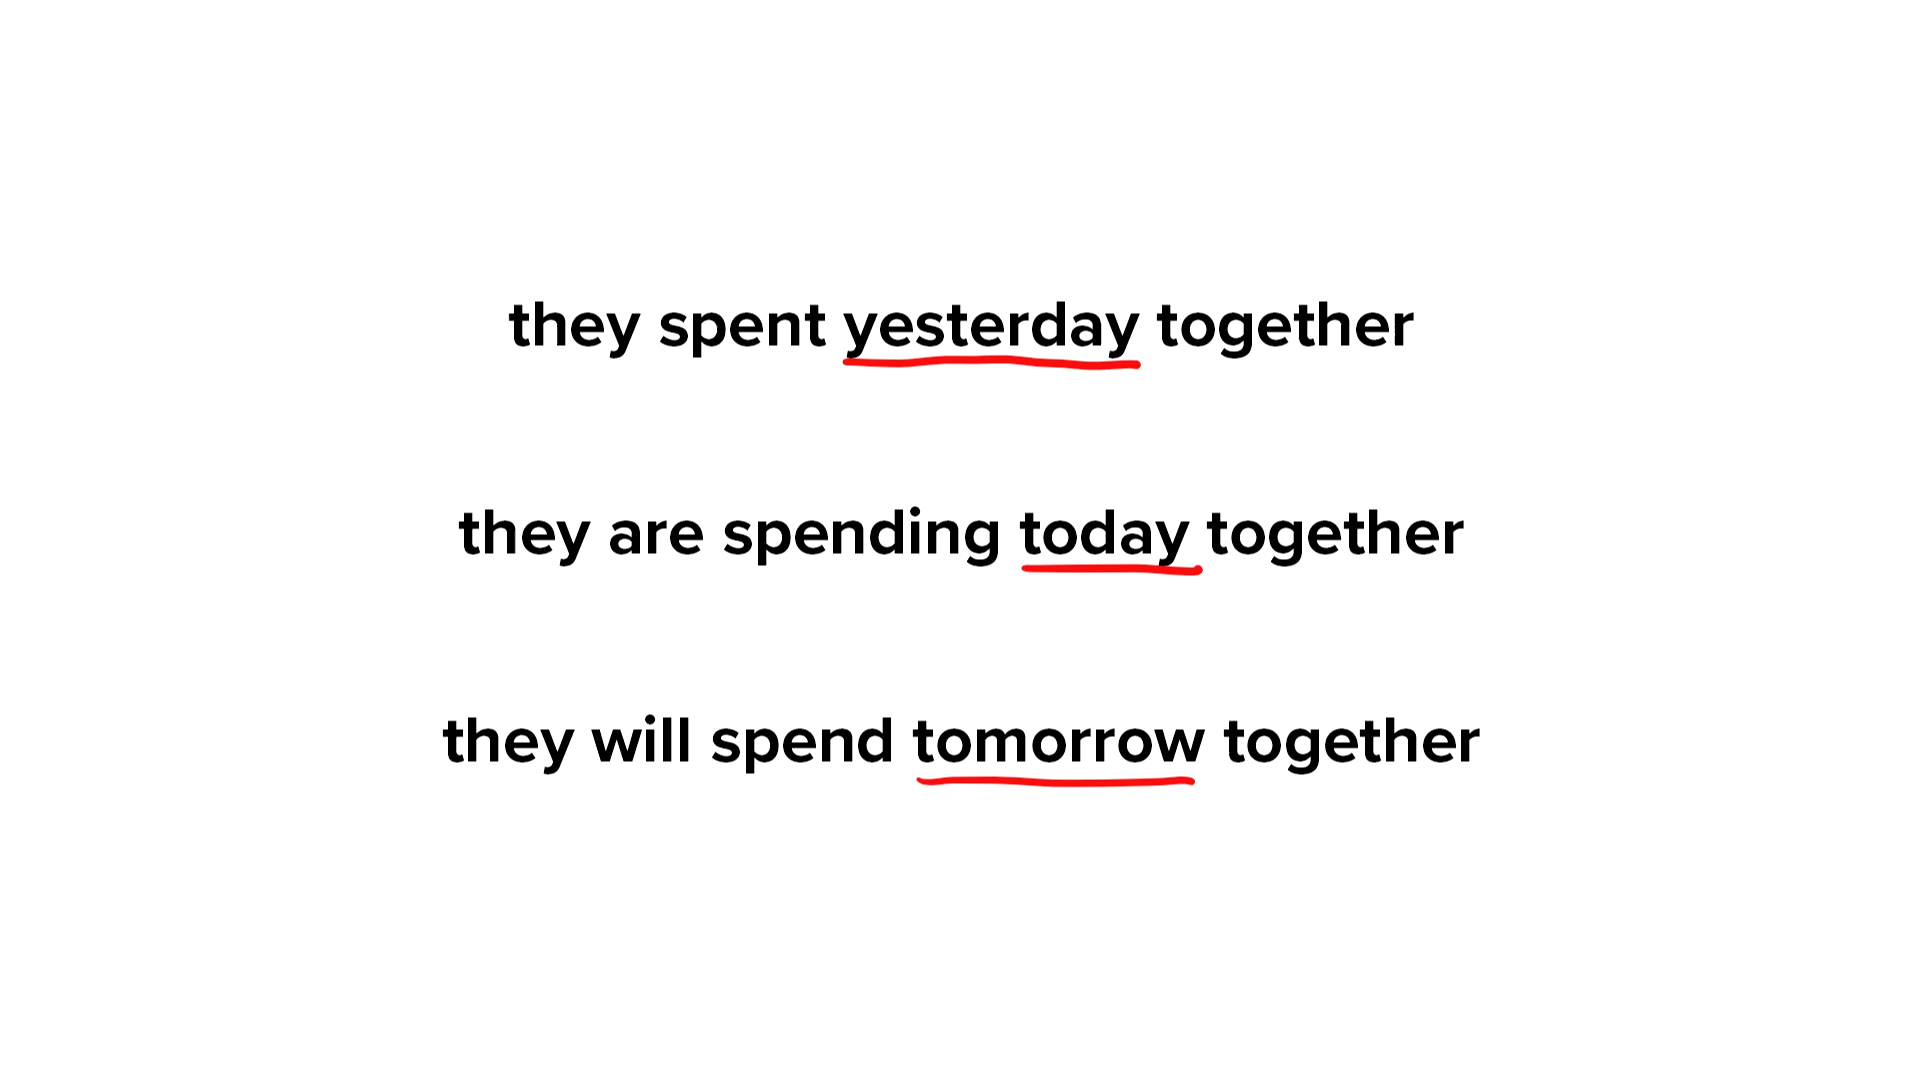 they spent yesterday together
they are spending today together
they will spend tomorrow together